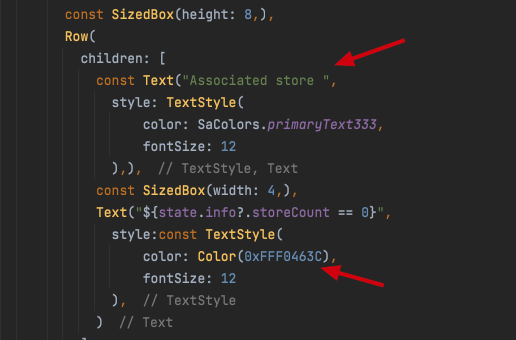 const SizedBox(height: 8,),
Row(
children: [
const Text("Associated store ",
style: TextStyle(
color: SaColors.primaryText333,
fontSize: 12
),), // TextStyle, Text
const SizedBox(width: 4,),
Text("${state.info?.storeCount == 0}",
style:const TextStyle(
color: Color(0xFFF0463C),
fontSize: 12
), // TextStyle
) // Text